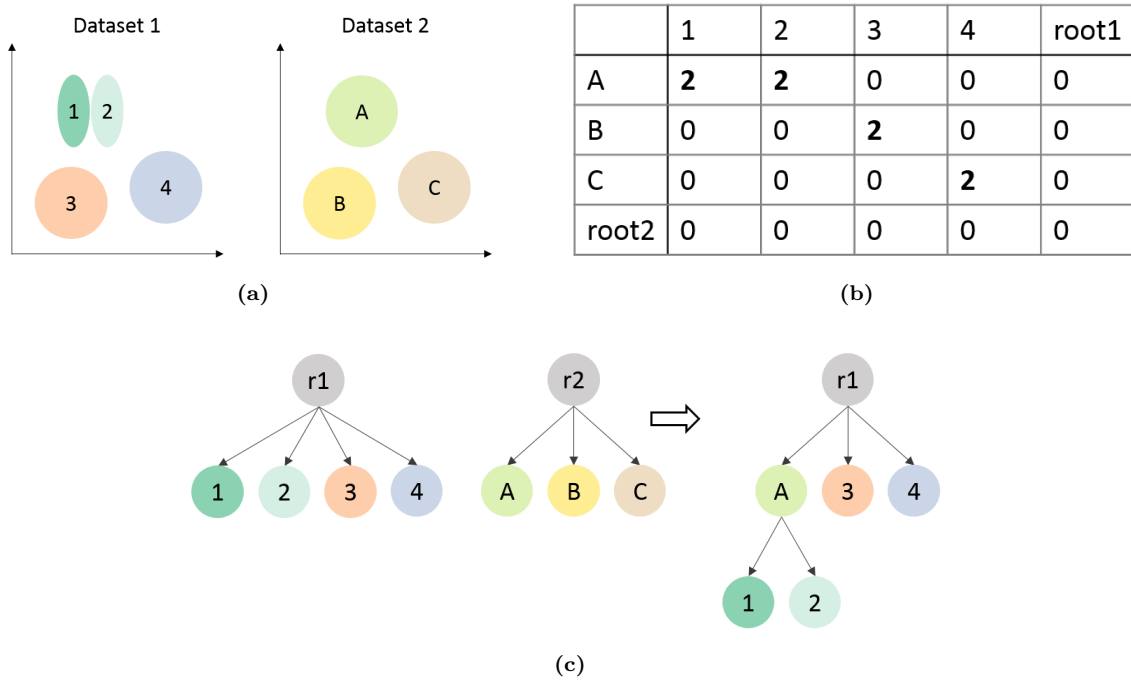 Dataset 1
Dataset 2
1 2
3
4
A
B
C
(a)
1 2 3 4 root1
A 2 2 0 0 0
B 0 0 2 0 0
C 0 0 0 2 0
root2 0 0 0 0 0
(b)
r1 r2 r1
1 2 3 4 A B C A 3 4
1 2
(c)